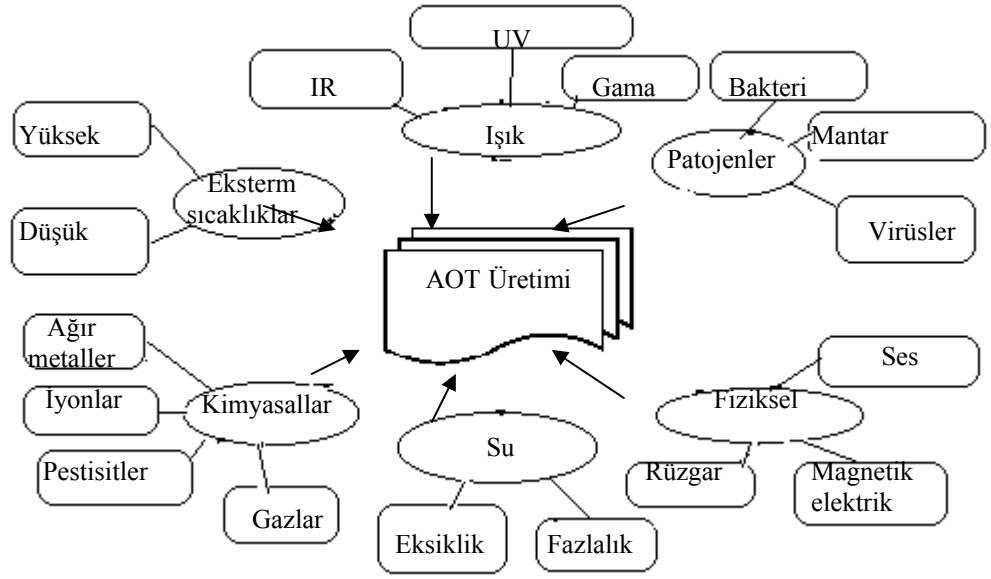 UV
IR
Gama
Işık
Bakteri
Mantar
Patojenler
Virüsler
Yüksek
Eksterm
sıcaklıklar
Düşük
AOT Üretimi
Ağır
metaller
İyonlar
Kimyasallar
Pestisitler
Gazlar
Su
Eksiklik
Fazlalık
Ses
Fiziksel
Rüzgar
Magnetik
elektrik